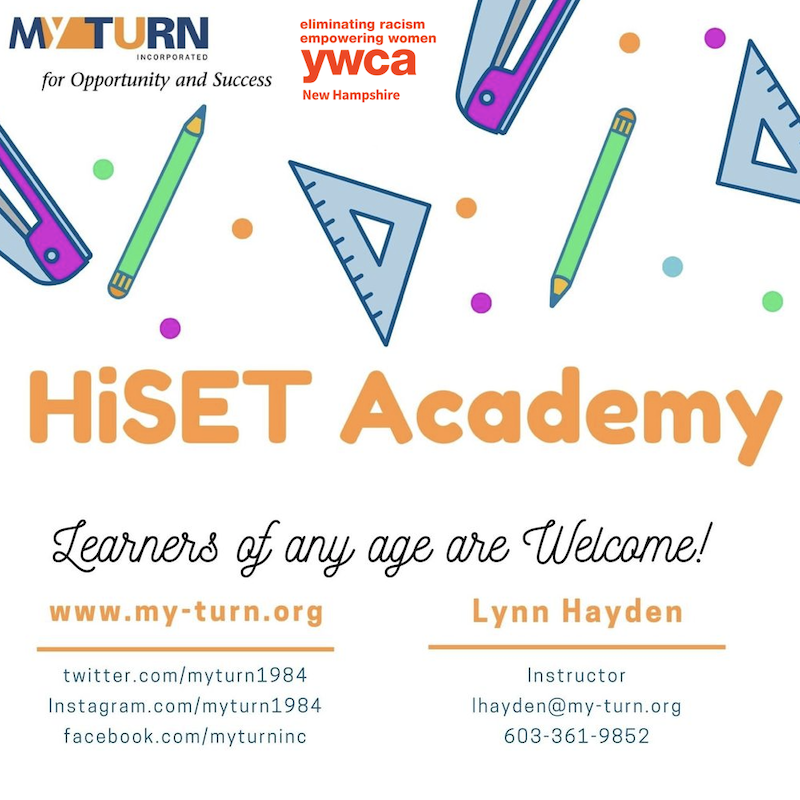 MY TURN
INCORPORATED
for Opportunity and Success
eliminating racism
empowering women
ywca
New Hampshire
HiSET Academy
Learners of any age are Welcome!
www.my-turn.org
twitter.com/myturn1984
Instagram.com/myturn1984
facebook.com/myturninc
Lynn Hayden
Instructor
lhayden@my-turn.org
603-361-9852